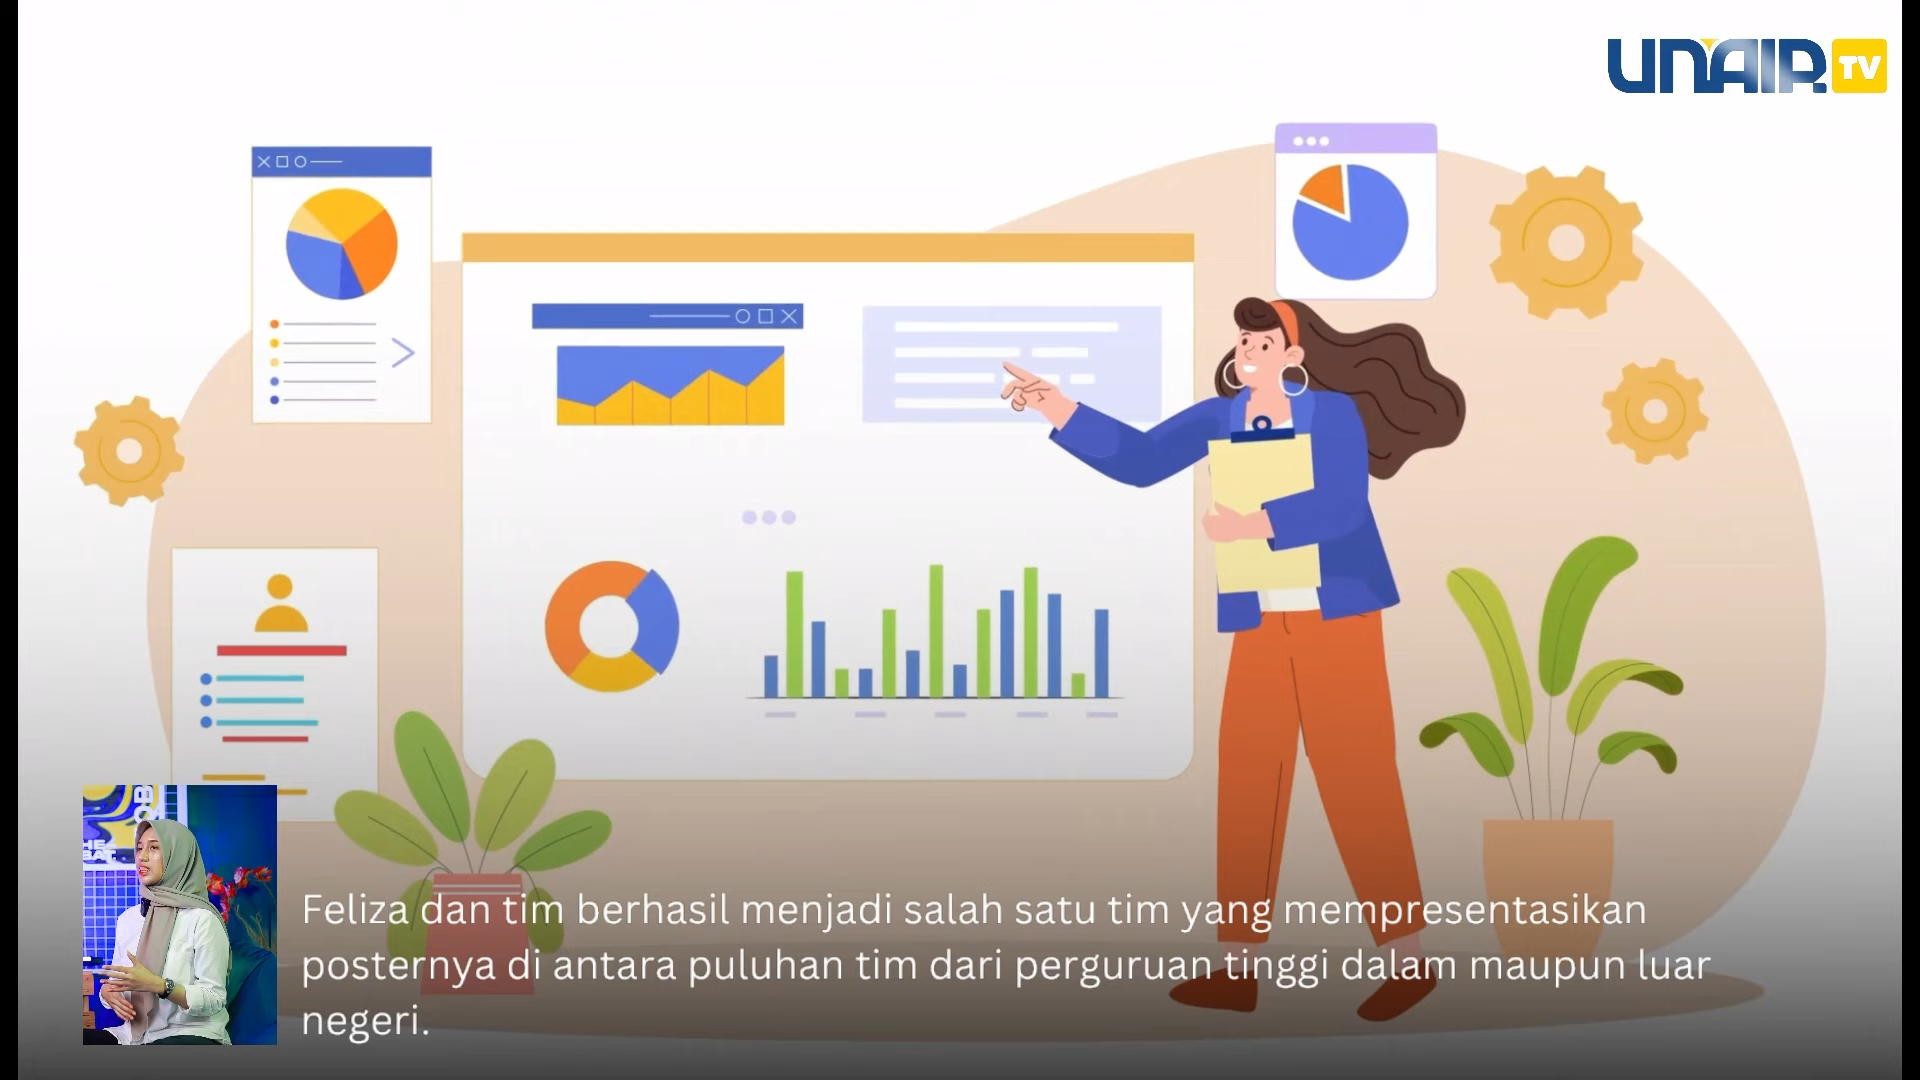 UNAIR TV
Feliza dan tim berhasil menjadi salah satu tim yang mempresentasikan
posternya di antara puluhan tim dari perguruan tinggi dalam maupun luar
negeri.